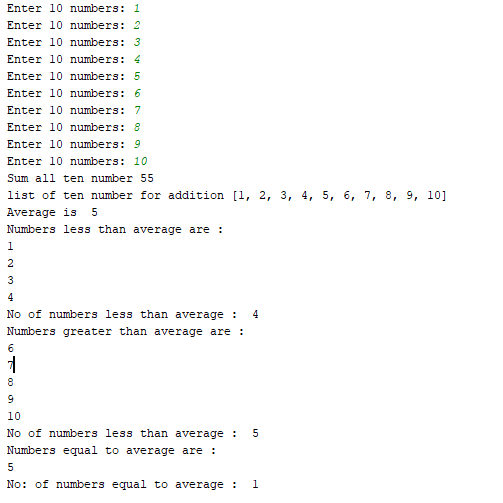 Enter 10 numbers: 1
Enter 10 numbers: 2
Enter 10 numbers: 3
Enter 10 numbers: 4
Enter 10 numbers: 5
Enter 10 numbers: 6
Enter 10 numbers: 7
Enter 10 numbers: 8
Enter 10 numbers: 9
Enter 10 numbers: 10
Sum all ten number 55
list of ten number for addition [1, 2, 3, 4, 5, 6, 7, 8, 9, 10]
Average is  5
Numbers less than average are :
1
2
3
4
No of numbers less than average :  4
Numbers greater than average are :
6
7
8
9
10
No of numbers less than average :  5
Numbers equal to average are :
5
No: of numbers equal to average :  1